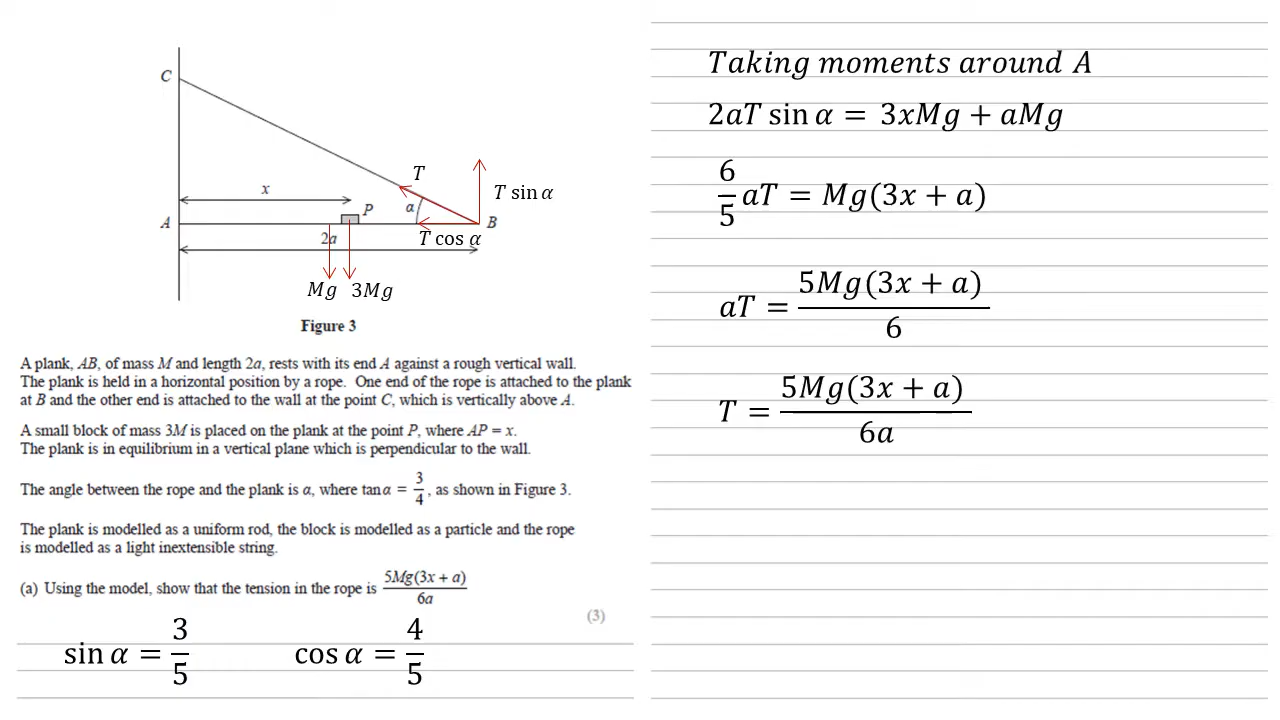 C
T
T sin α
x
P
α
A
B
2a
T cos α
Mg 3Mg
Figure 3
A plank, AB, of mass M and length 2a, rests with its end A against a rough vertical wall.
The plank is held in a horizontal position by a rope. One end of the rope is attached to the plank
at B and the other end is attached to the wall at the point C, which is vertically above A.
A small block of mass 3M is placed on the plank at the point P, where AP = x.
The plank is in equilibrium in a vertical plane which is perpendicular to the wall.
The angle between the rope and the plank is α, where tan α = 3/4, as shown in Figure 3.
The plank is modelled as a uniform rod, the block is modelled as a particle and the rope
is modelled as a light inextensible string.
(a) Using the model, show that the tension in the rope is 5Mg(3x + a)/6a
(3)
sin α = 3/5 cos α = 4/5
Taking moments around A
2aT sin α = 3xMg + aMg
6/5 aT = Mg(3x + a)
aT = 5Mg(3x + a)/6
T = 5Mg(3x + a)/6a